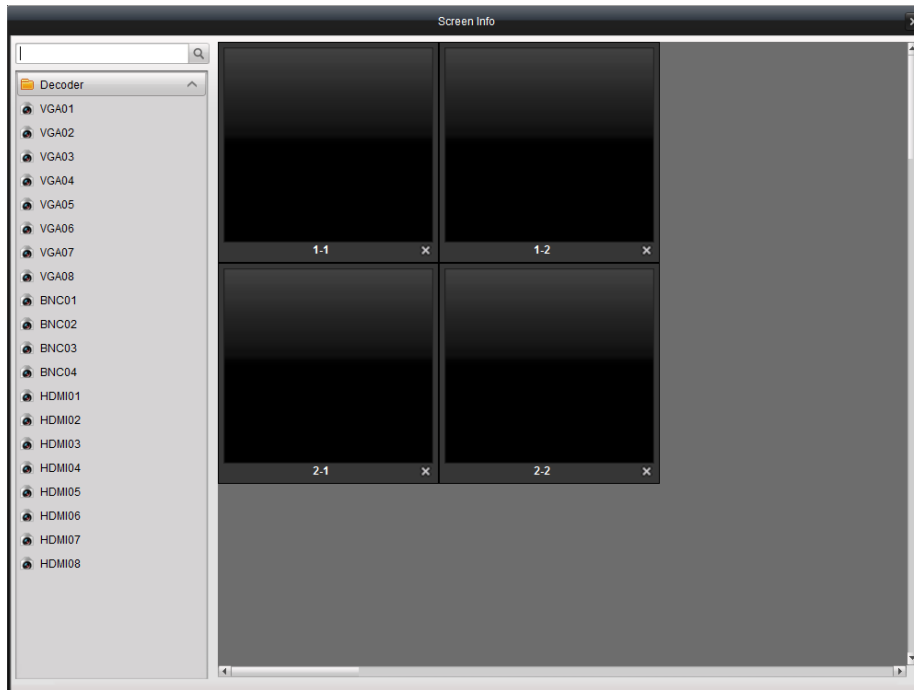 Screen Info
Decoder
VGA01
VGA02
VGA03
VGA04
VGA05
VGA06
VGA07
VGA08
BNC01
BNC02
BNC03
BNC04
HDMI01
HDMI02
HDMI03
HDMI04
HDMI05
HDMI06
HDMI07
HDMI08
1-1
1-2
2-1
2-2